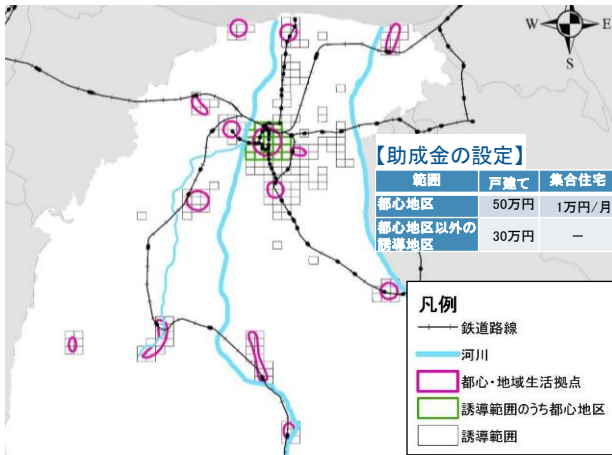 N
W
E
S
【助成金の設定】
範囲 戸建て 集合住宅
都心地区 50万円 1万円/月
都心地区以外の
誘導地区 30万円 －
凡例
鉄道路線
河川
都心・地域生活拠点
誘導範囲のうち都心地区
誘導範囲